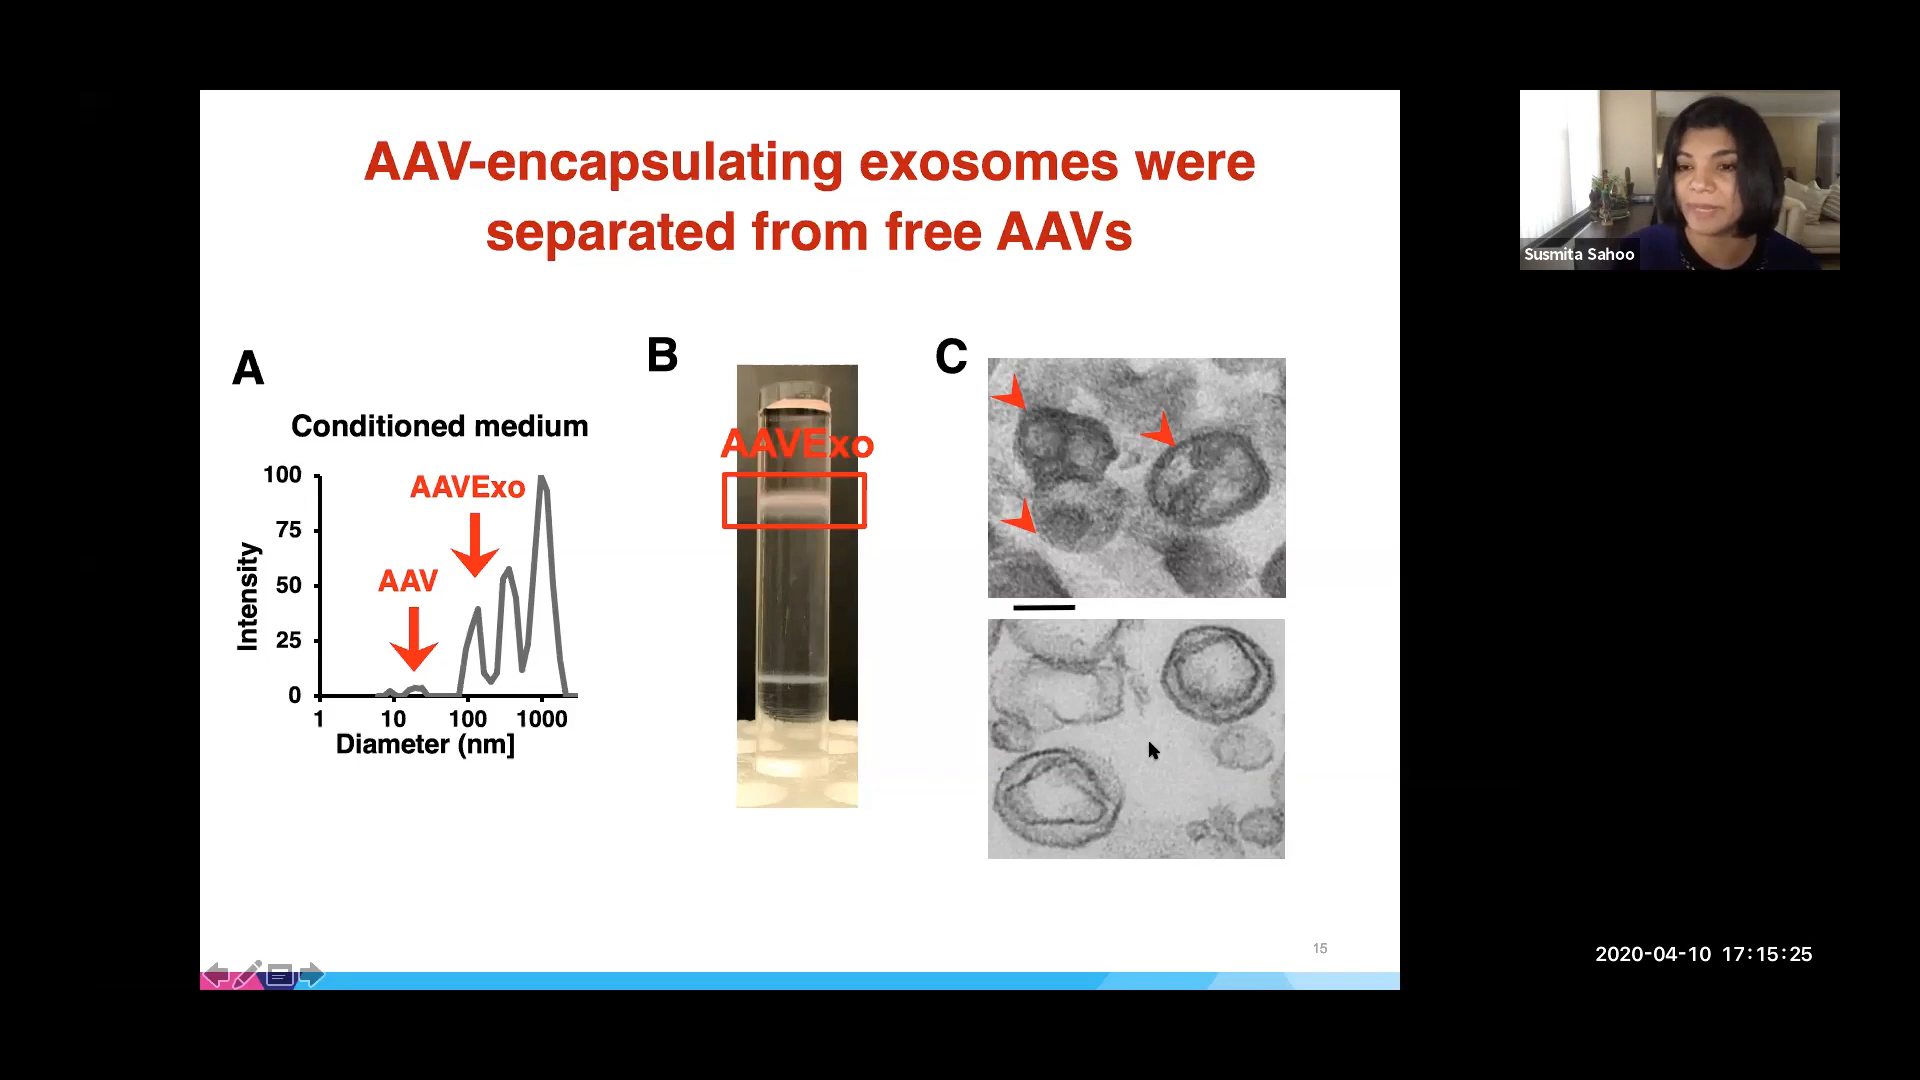 AAV-encapsulating exosomes were
separated from free AAVs
A
Conditioned medium
100
75
50
25
0
Intensity
AAVExo
AAV
1 10 100 1000
Diameter (nm]
B
AAVExo
C
15
Susmita Sahoo
2020-04-10 17:15:25